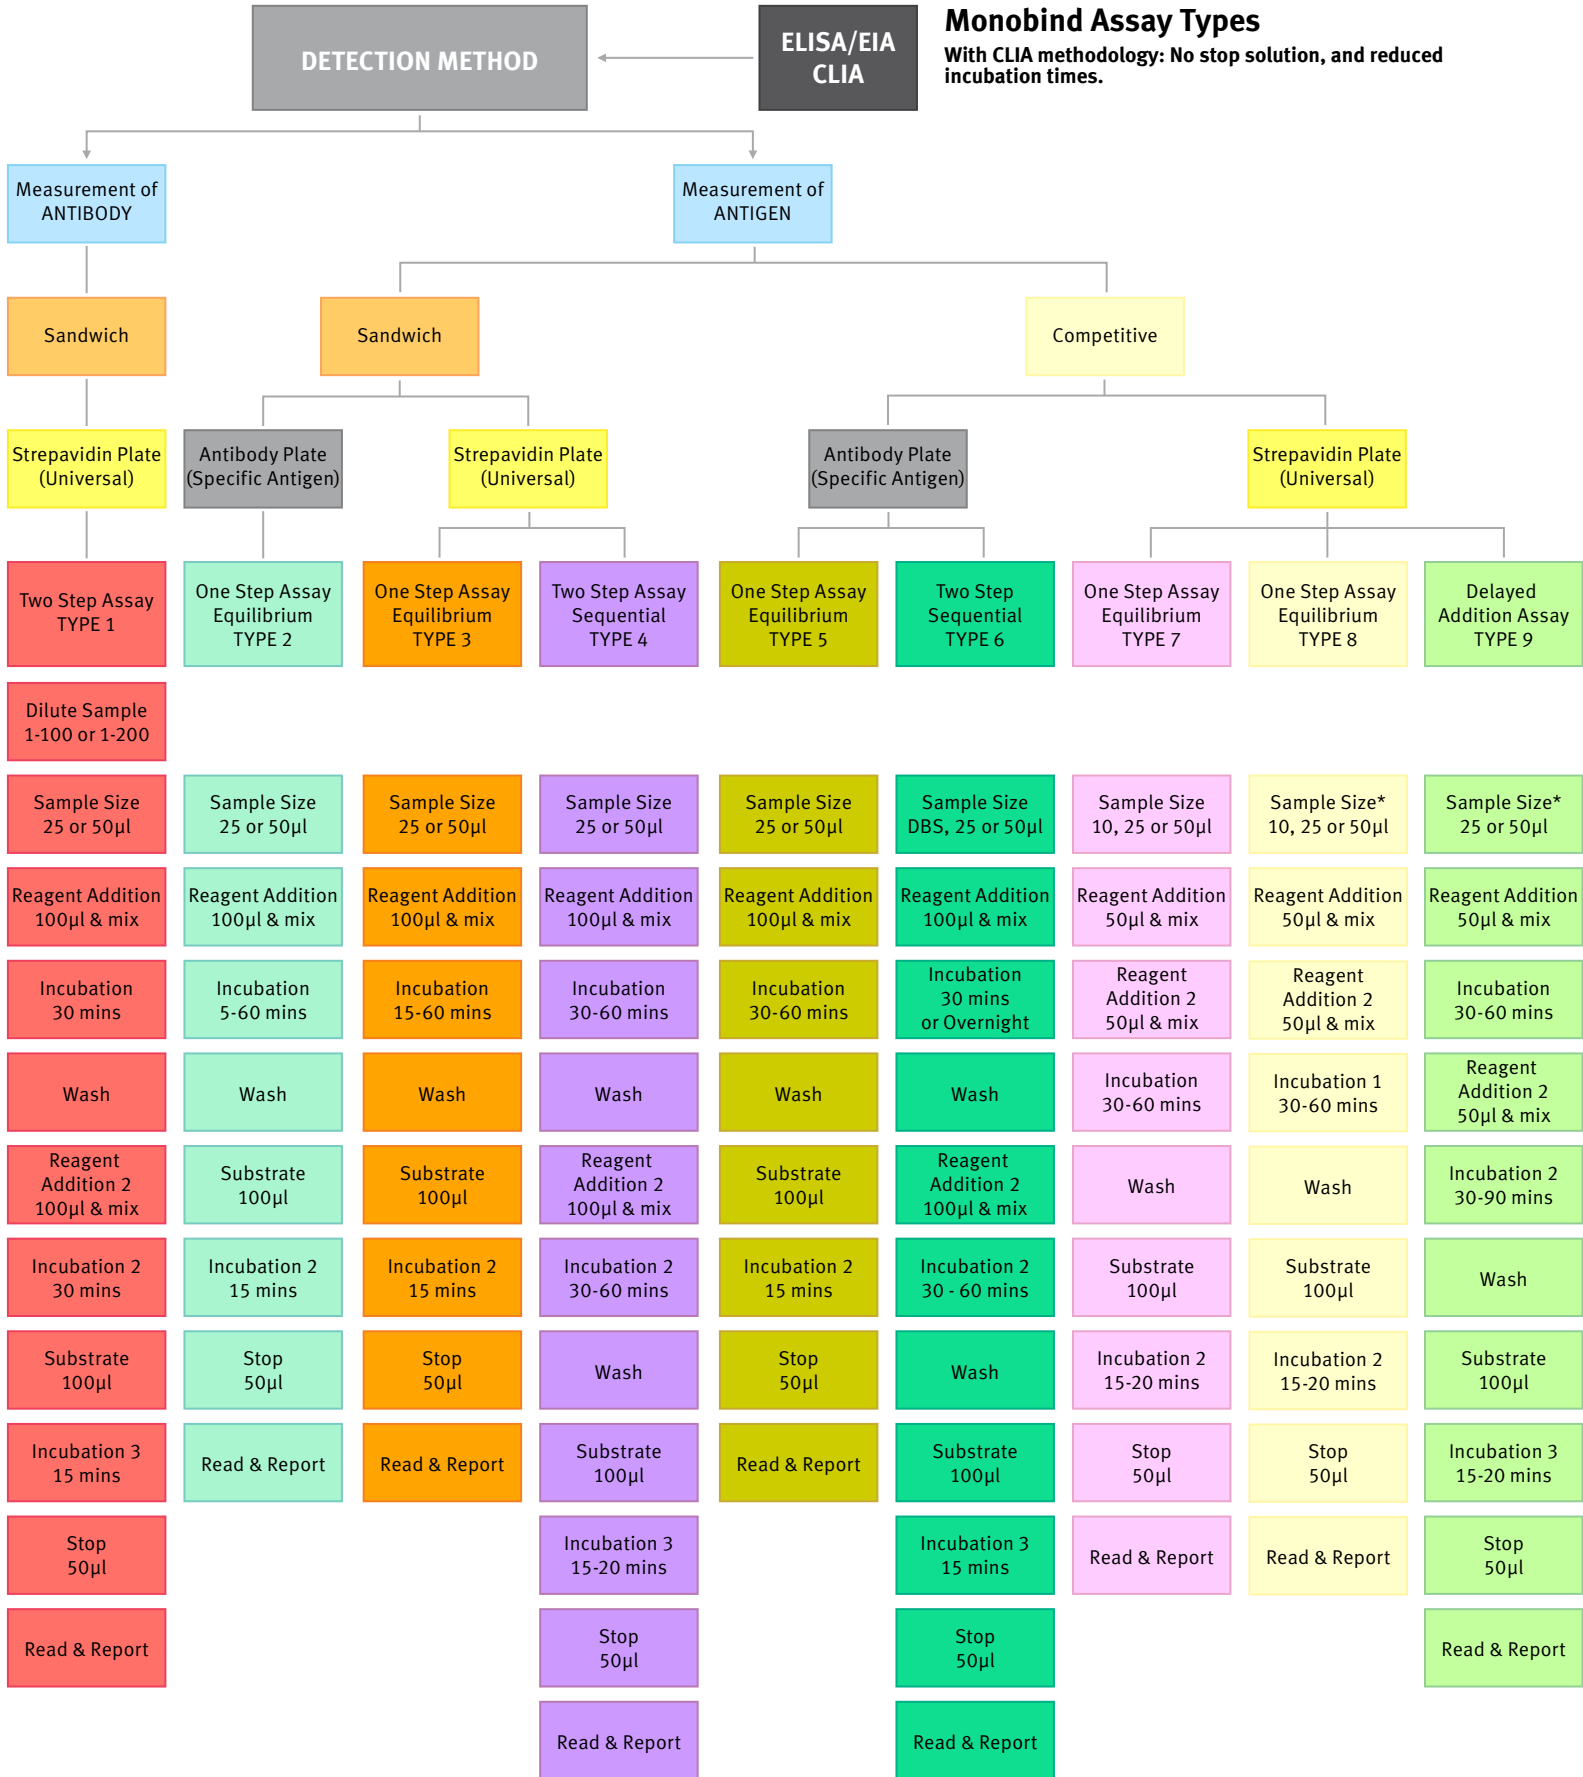 Monobind Assay Types
With CLIA methodology: No stop solution, and reduced
incubation times.
ELISA/EIA
CLIA
DETECTION METHOD
Measurement of
ANTIBODY
Measurement of
ANTIGEN
Sandwich
Sandwich
Competitive
Strepavidin Plate
(Universal)
Antibody Plate
(Specific Antigen)
Strepavidin Plate
(Universal)
Antibody Plate
(Specific Antigen)
Strepavidin Plate
(Universal)
Two Step Assay
TYPE 1
Dilute Sample
1-100 or 1-200
Sample Size
25 or 50µl
Reagent Addition
100µl & mix
Incubation
30 mins
Wash
Reagent
Addition 2
100µl & mix
Incubation 2
30 mins
Substrate
100µl
Incubation 3
15 mins
Stop
50µl
Read & Report
One Step Assay
Equilibrium
TYPE 2
Sample Size
25 or 50µl
Reagent Addition
100µl & mix
Incubation
5-60 mins
Wash
Substrate
100µl
Incubation 2
15 mins
Stop
50µl
Read & Report
One Step Assay
Equilibrium
TYPE 3
Sample Size
25 or 50µl
Reagent Addition
100µl & mix
Incubation
15-60 mins
Wash
Substrate
100µl
Incubation 2
15 mins
Stop
50µl
Read & Report
Two Step Assay
Sequential
TYPE 4
Sample Size
25 or 50µl
Reagent Addition
100µl & mix
Incubation
30-60 mins
Wash
Reagent
Addition 2
100µl & mix
Incubation 2
30-60 mins
Wash
Substrate
100µl
Incubation 3
15-20 mins
Stop
50µl
Read & Report
One Step Assay
Equilibrium
TYPE 5
Sample Size
25 or 50µl
Reagent Addition
100µl & mix
Incubation
30-60 mins
Wash
Substrate
100µl
Incubation 2
15 mins
Stop
50µl
Read & Report
Two Step
Sequential
TYPE 6
Sample Size
DBS, 25 or 50µl
Reagent Addition
100µl & mix
Incubation
30 mins
or Overnight
Wash
Reagent
Addition 2
100µl & mix
Incubation 2
30 - 60 mins
Wash
Substrate
100µl
Incubation 3
15 mins
Stop
50µl
Read & Report
One Step Assay
Equilibrium
TYPE 7
Sample Size
10, 25 or 50µl
Reagent Addition
50µl & mix
Reagent
Addition 2
50µl & mix
Incubation
30-60 mins
Wash
Substrate
100µl
Incubation 2
15-20 mins
Stop
50µl
Read & Report
One Step Assay
Equilibrium
TYPE 8
Sample Size*
10, 25 or 50µl
Reagent Addition
50µl & mix
Reagent
Addition 2
50µl & mix
Incubation 1
30-60 mins
Wash
Substrate
100µl
Incubation 2
15-20 mins
Stop
50µl
Read & Report
Delayed
Addition Assay
TYPE 9
Sample Size*
25 or 50µl
Reagent Addition
50µl & mix
Incubation
30-60 mins
Reagent
Addition 2
50µl & mix
Incubation 2
30-90 mins
Wash
Substrate
100µl
Incubation 3
15-20 mins
Stop
50µl
Read & Report